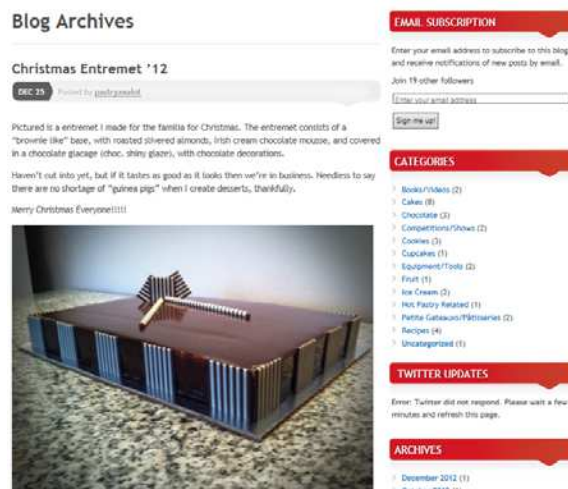 Blog Archives
Christmas Entremet '12
DEC 25
Posted by
Pictured is a entremet I made for the familia for Christmas. The entremet consists of a
"brownie like" base, with roasted slivered almonds, irish cream chocolate mousse, and covered
in a chocolate glacage (choc. shiny glaze), with chocolate decorations.
Haven't cut into yet, but if it tastes as good as it looks then we're in business. Needless to say
there are no shortage of "guinea pigs" when I create desserts, thankfully.
Merry Christmas Everyone!!!!!
EMAIL SUBSCRIPTION
Enter your email address to subscribe to this blog
and receive notifications of new posts by email.
Join 19 other followers
Enter your email address
Sign me up!
CATEGORIES
Books/Videos (2)
Cakes (8)
Chocolate (3)
Competitions/Shows (2)
Cookies (3)
Cupcakes (1)
Equipment/Tools (2)
Fruit (1)
Ice Cream (2)
Hot Pastry Related (1)
Petite Gateaux/Pâtisseries (2)
Recipes (4)
Uncategorized (1)
TWITTER UPDATES
Error: Twitter did not respond. Please wait a few
minutes and refresh this page.
ARCHIVES
December 2012 (1)